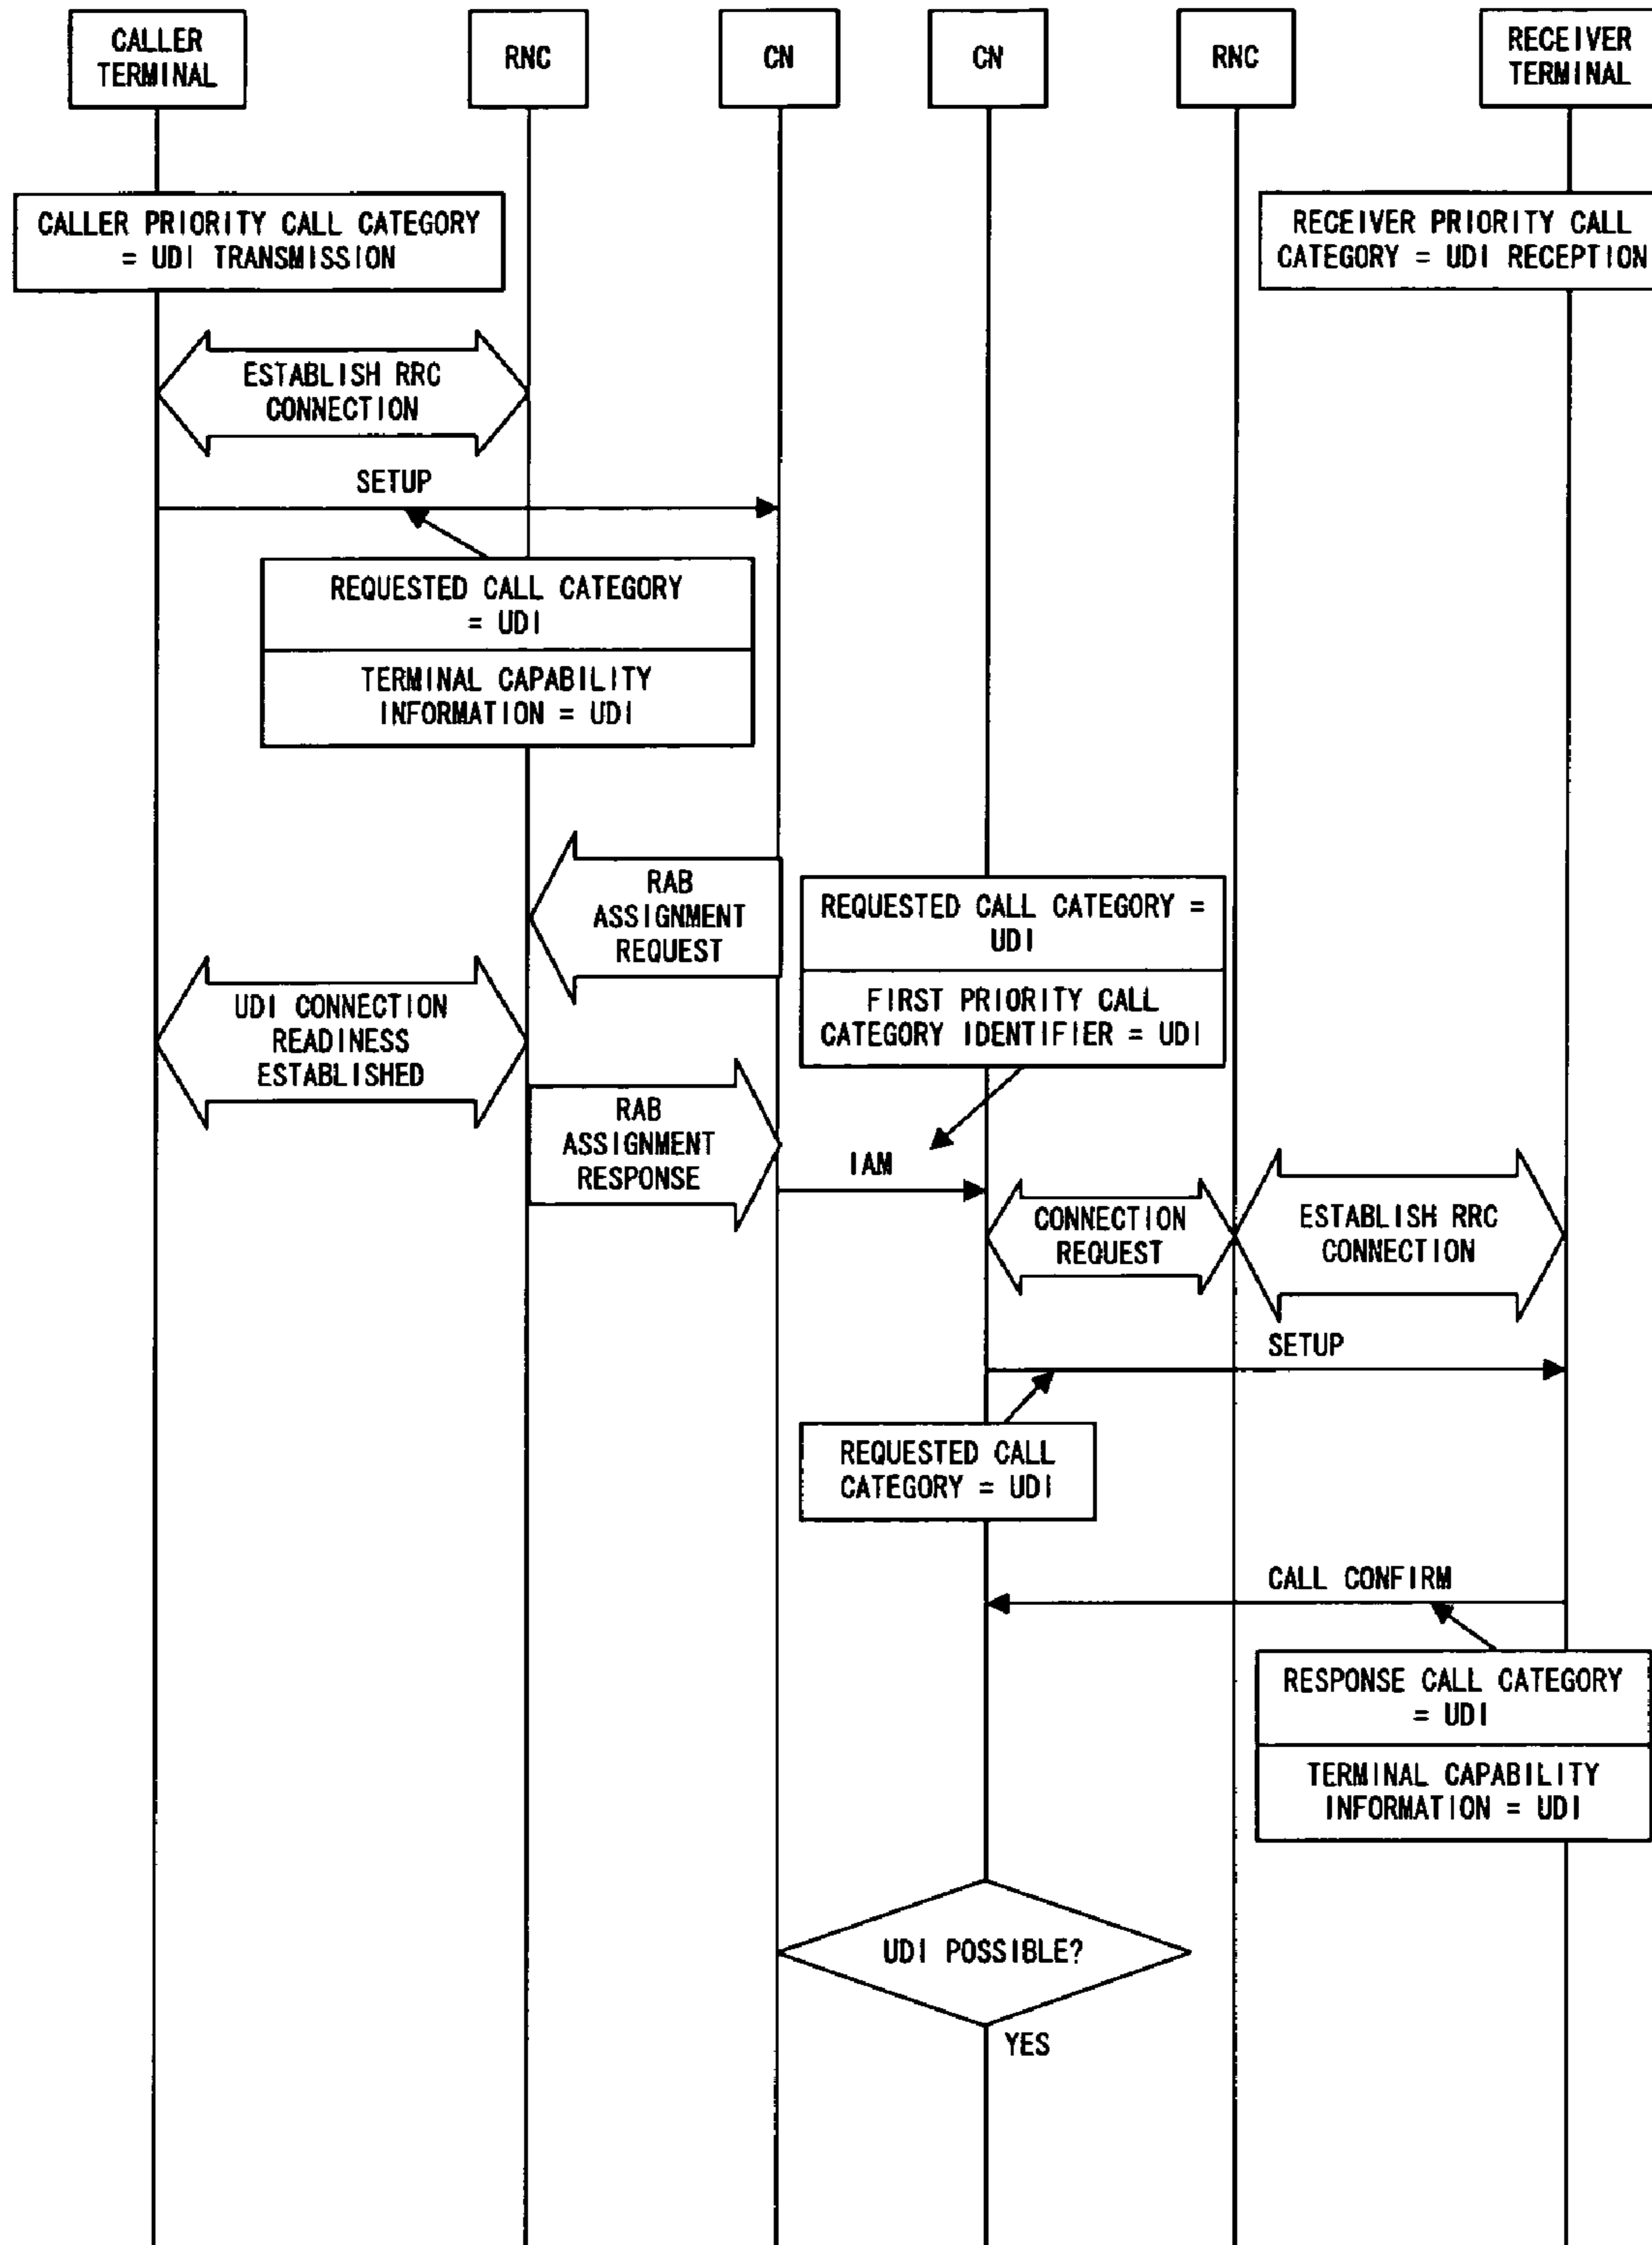 CALLER
TERMINAL
RNC
CN
CN
RNC
RECEIVER
TERMINAL
CALLER PRIORITY CALL CATEGORY
= UDI TRANSMISSION
RECEIVER PRIORITY CALL
CATEGORY = UDI RECEPTION
ESTABLISH RRC
CONNECTION
SETUP
REQUESTED CALL CATEGORY
= UDI
TERMINAL CAPABILITY
INFORMATION = UDI
RAB
ASSIGNMENT
REQUEST
REQUESTED CALL CATEGORY =
UDI
FIRST PRIORITY CALL
CATEGORY IDENTIFIER = UDI
UDI CONNECTION
READINESS
ESTABLISHED
RAB
ASSIGNMENT
RESPONSE
IAM
CONNECTION
REQUEST
ESTABLISH RRC
CONNECTION
SETUP
REQUESTED CALL
CATEGORY = UDI
CALL CONFIRM
RESPONSE CALL CATEGORY
= UDI
TERMINAL CAPABILITY
INFORMATION = UDI
UDI POSSIBLE?
YES